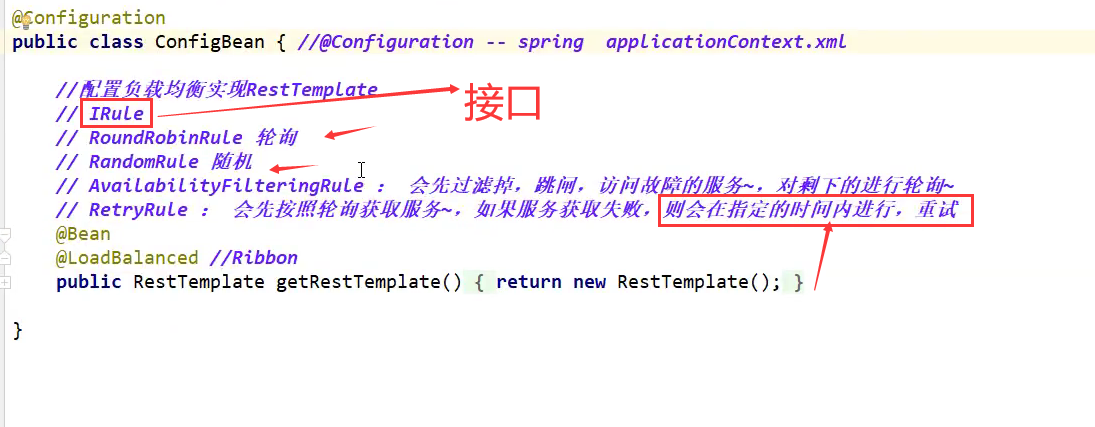 @Configuration
public class ConfigBean { //@Configuration -- spring  applicationContext.xml
//配置负载均衡实现RestTemplate
// IRule
接口
// RoundRobinRule 轮询
// RandomRule 随机
// AvailabilityFilteringRule ： 会先过滤掉，跳闸，访问故障的服务~，对剩下的进行轮询~
// RetryRule ： 会先按照轮询获取服务~，如果服务获取失败，则会在指定的时间内进行，重试
@Bean
@LoadBalanced //Ribbon
public RestTemplate getRestTemplate() { return new RestTemplate(); }
}